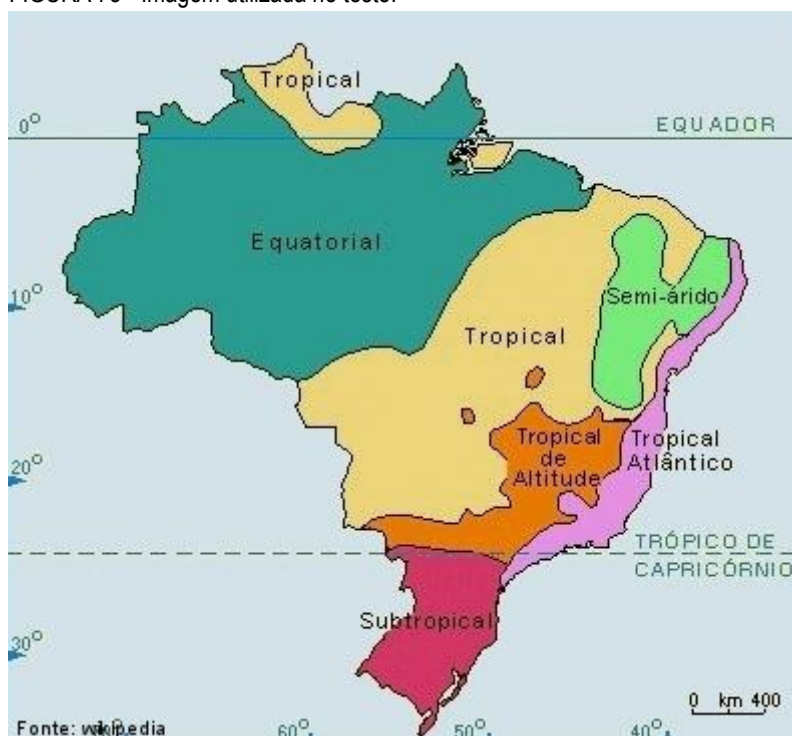 Tropical
0°
EQUADOR
Equatorial
10°
Semi-árido
Tropical
Tropical
de
Altitude
Tropical
Atlântico
20°
TRÓPICO DE
CAPRICÓRNIO
Subtropical
30°
0 km 400
Fonte: wikipedia
60°
50°
40°